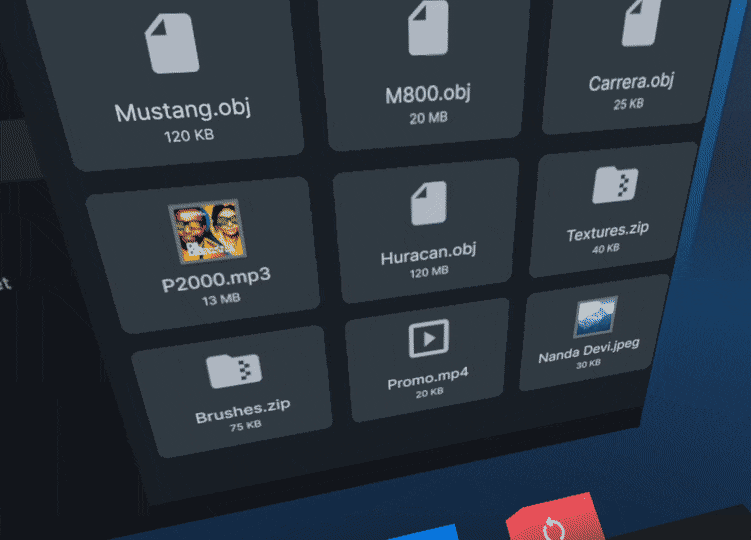 Mustang.obj
120 KB
M800.obj
20 MB
Carrera.obj
25 KB
P2000.mp3
13 MB
Huracan.obj
120 MB
Textures.zip
40 KB
Brushes.zip
75 KB
Promo.mp4
20 KB
Nanda Devi.jpeg
30 KB